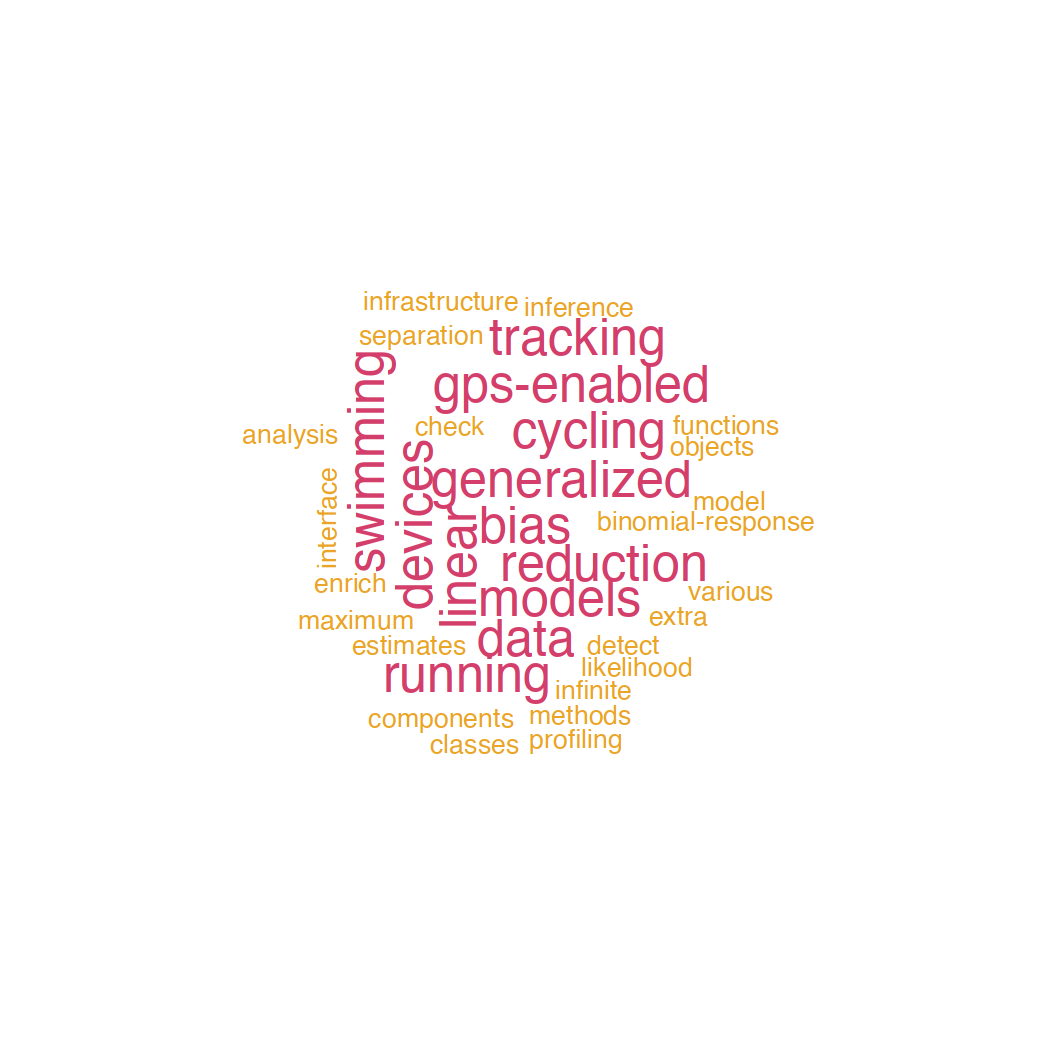 infrastructure
inference
separation
tracking
swimming
gps-enabled
analysis
check
cycling
functions
objects
devices
generalized
interface
model
linear
bias
binomial-response
reduction
enrich
models
various
maximum
extra
estimates
data
detect
running
likelihood
infinite
components
methods
classes
profiling